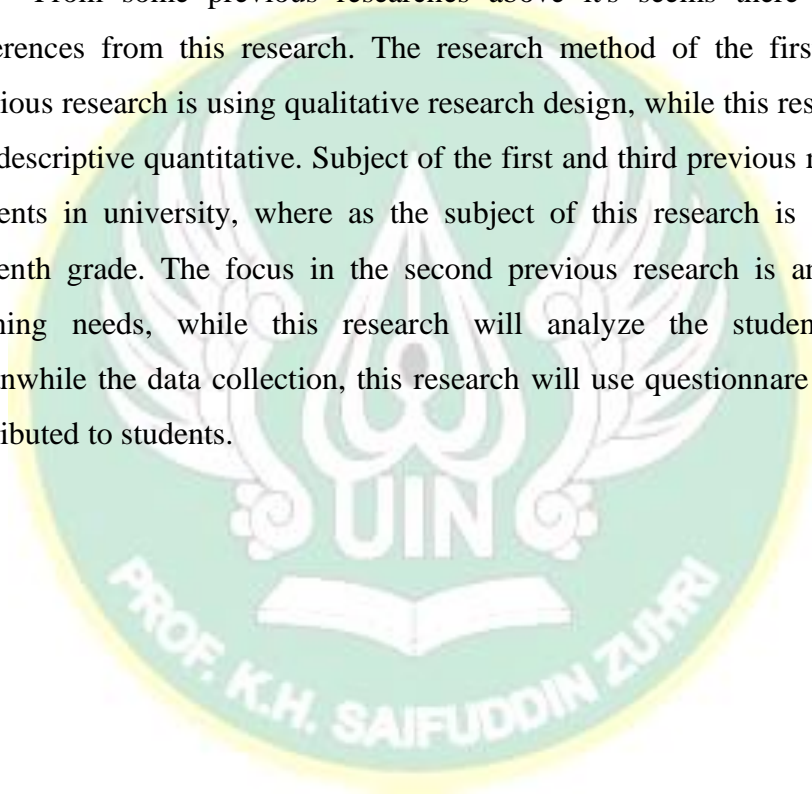 From some previous researches above it's seems there
erences from this research. The research method of the firs
ious research is using qualitative research design, while this res
descriptive quantitative. Subject of the first and third previous r
ents in university, where as the subject of this research is
enth grade. The focus in the second previous research is an
ning needs, while this research will analyze the studen
nwhile the data collection, this research will use questionnare
ributed to students.
UIN
PROF. K.H. SAIFUDDIN ZUHRI